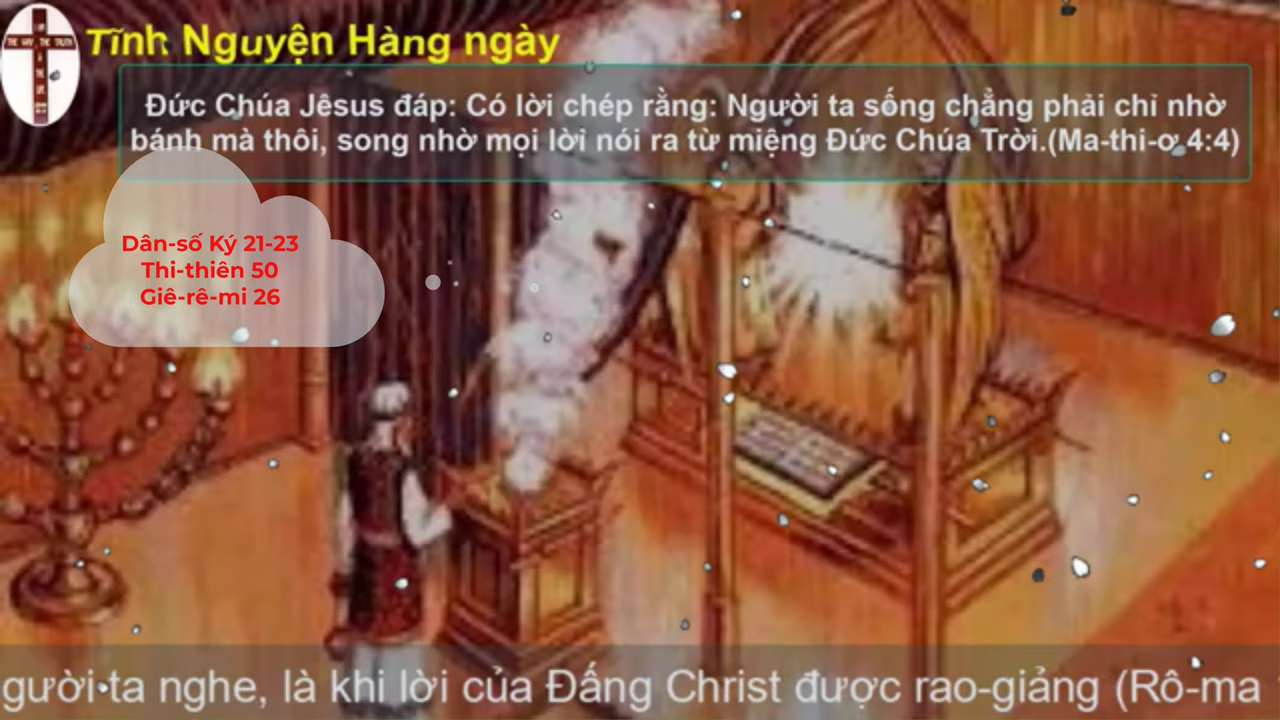 Tĩnh Nguyện Hàng ngày
Đức Chúa Jêsus đáp: Có lời chép rằng: Người ta sống chẳng phải chỉ nhờ
bánh mà thôi, song nhờ mọi lời nói ra từ miệng Đức Chúa Trời.(Ma-thi-ơ 4:4)
Dân-số Ký 21-23
Thi-thiên 50
Giê-rê-mi 26
gười ta nghe, là khi lời của Đấng Christ được rao-giảng (Rô-ma